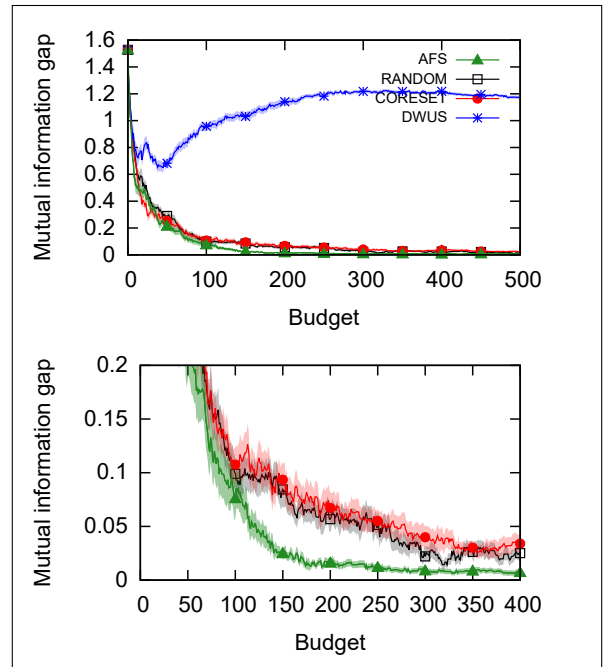 1.6
1.4
1.2
1
0.8
0.6
0.4
0.2
0
Mutual information gap
AFS
RANDOM
CORESET
DWUS
0 100 200 300 400 500
Budget
0.2
0.15
0.1
0.05
0
Mutual information gap
0 50 100 150 200 250 300 350 400
Budget